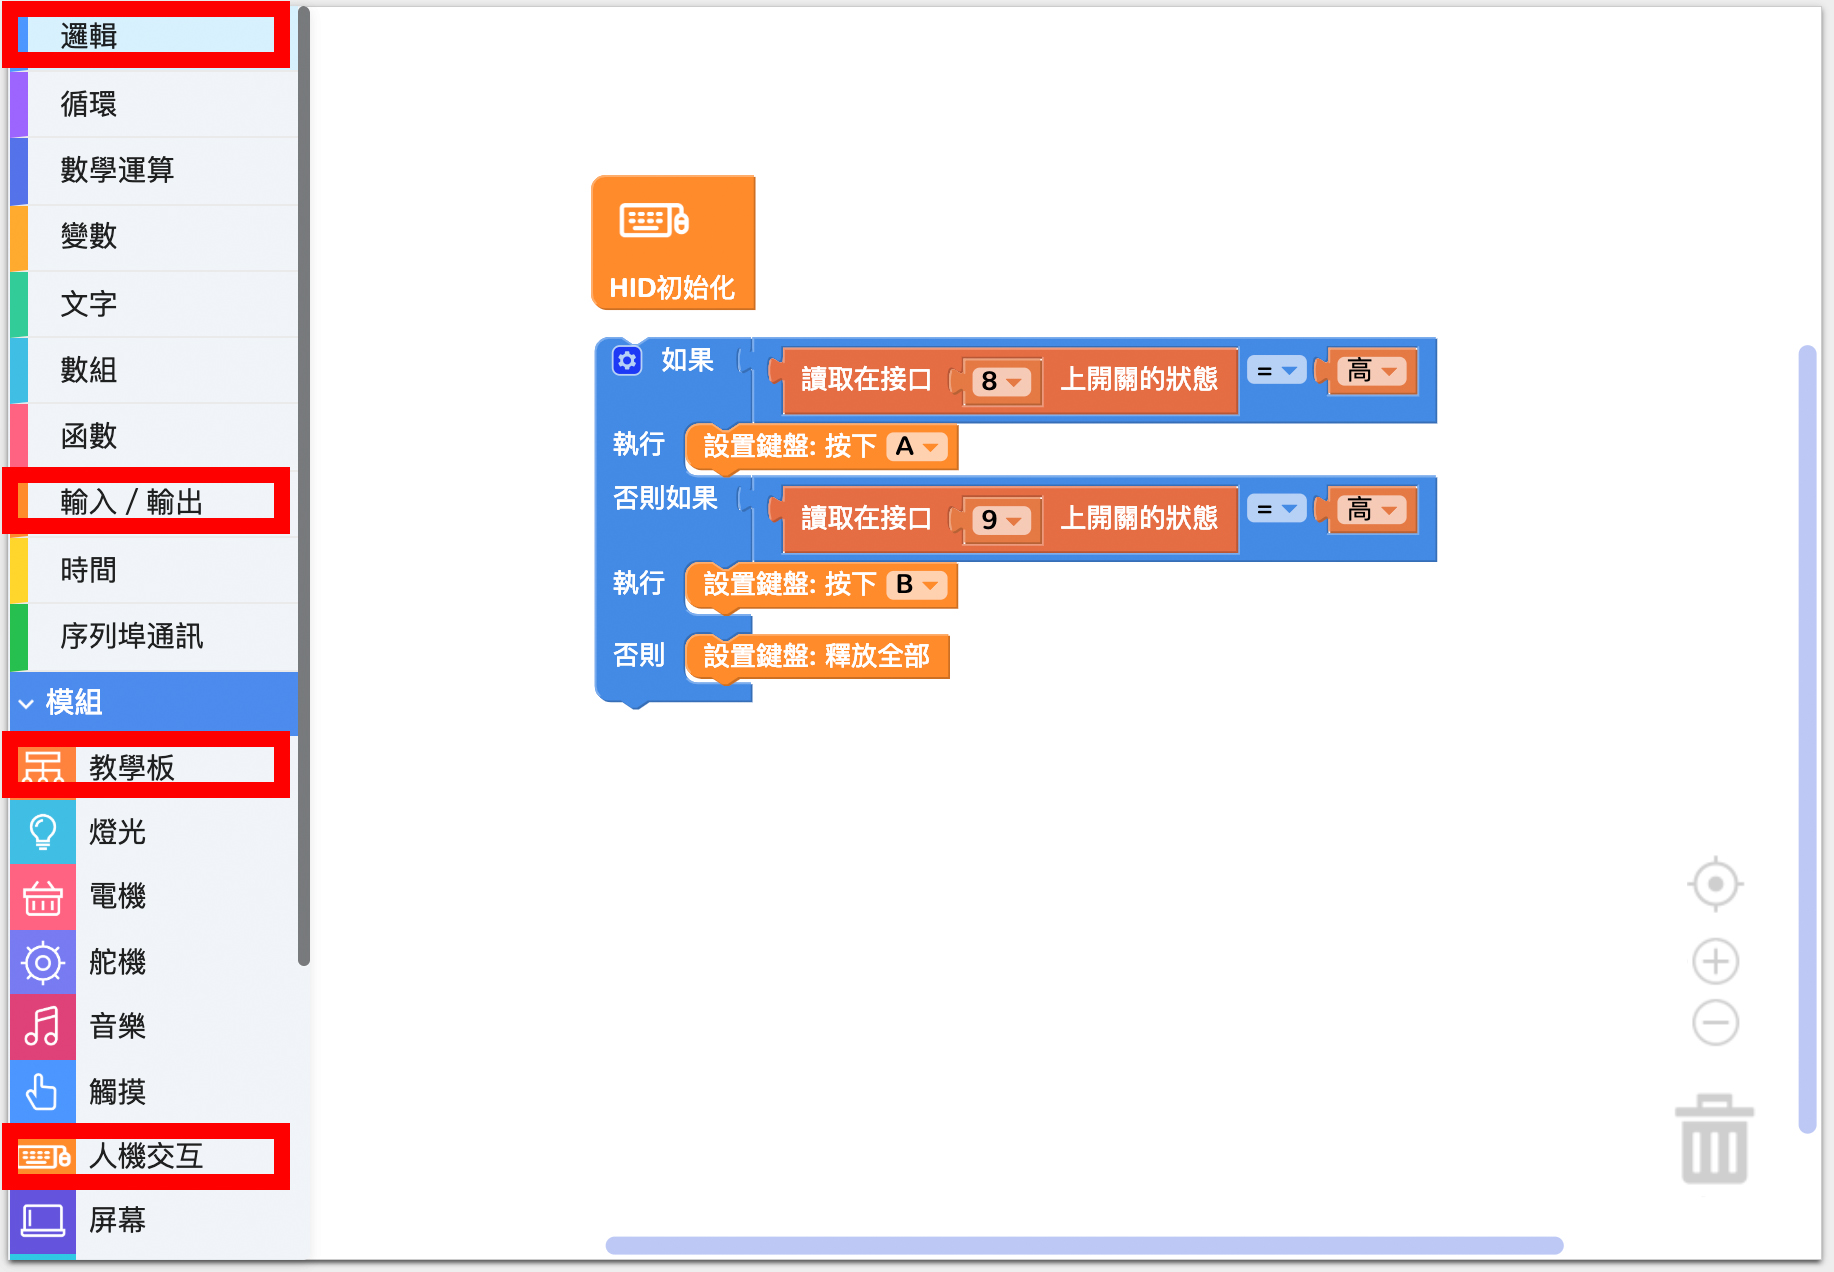 邏輯
循環
數學運算
變數
文字
數組
函數
輸入 / 輸出
時間
序列埠通訊
模組
教學板
燈光
電機
舵機
音樂
觸摸
人機交互
屏幕
HID初始化
如果 讀取在接口 8 上開關的狀態 = 高
執行 設置鍵盤: 按下 A
否則如果 讀取在接口 9 上開關的狀態 = 高
執行 設置鍵盤: 按下 B
否則 設置鍵盤: 釋放全部